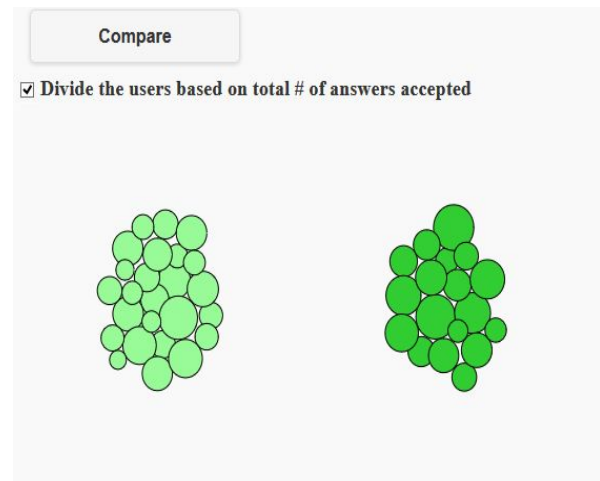 Compare
Divide the users based on total # of answers accepted